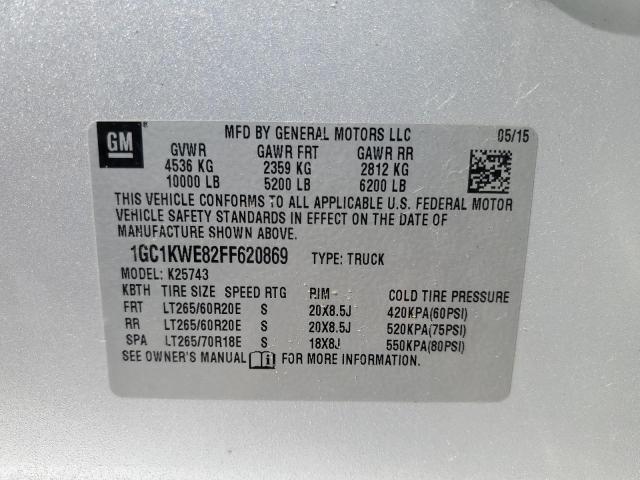 GM ® MFD BY GENERAL MOTORS LLC 05/15
GVWR GAWR FRT GAWR RR
4536 KG 2359 KG 2812 KG
10000 LB 5200 LB 6200 LB
THIS VEHICLE CONFORMS TO ALL APPLICABLE U.S. FEDERAL MOTOR
VEHICLE SAFETY STANDARDS IN EFFECT ON THE DATE OF
MANUFACTURE SHOWN ABOVE.
1GC1KWE82FF620869 TYPE: TRUCK
MODEL: K25743
KBTH TIRE SIZE SPEED RTG RIM COLD TIRE PRESSURE
FRT LT265/60R20E S 20X8.5J 420KPA(60PSI)
RR LT265/60R20E S 20X8.5J 520KPA(75PSI)
SPA LT265/70R18E S 18X8J 550KPA(80PSI)
SEE OWNER'S MANUAL FOR MORE INFORMATION.